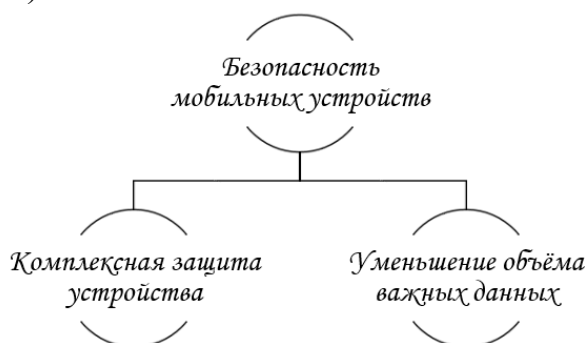 Безопасность
мобильных устройств
Комплексная защита
устройства
Уменьшение объёма
важных данных